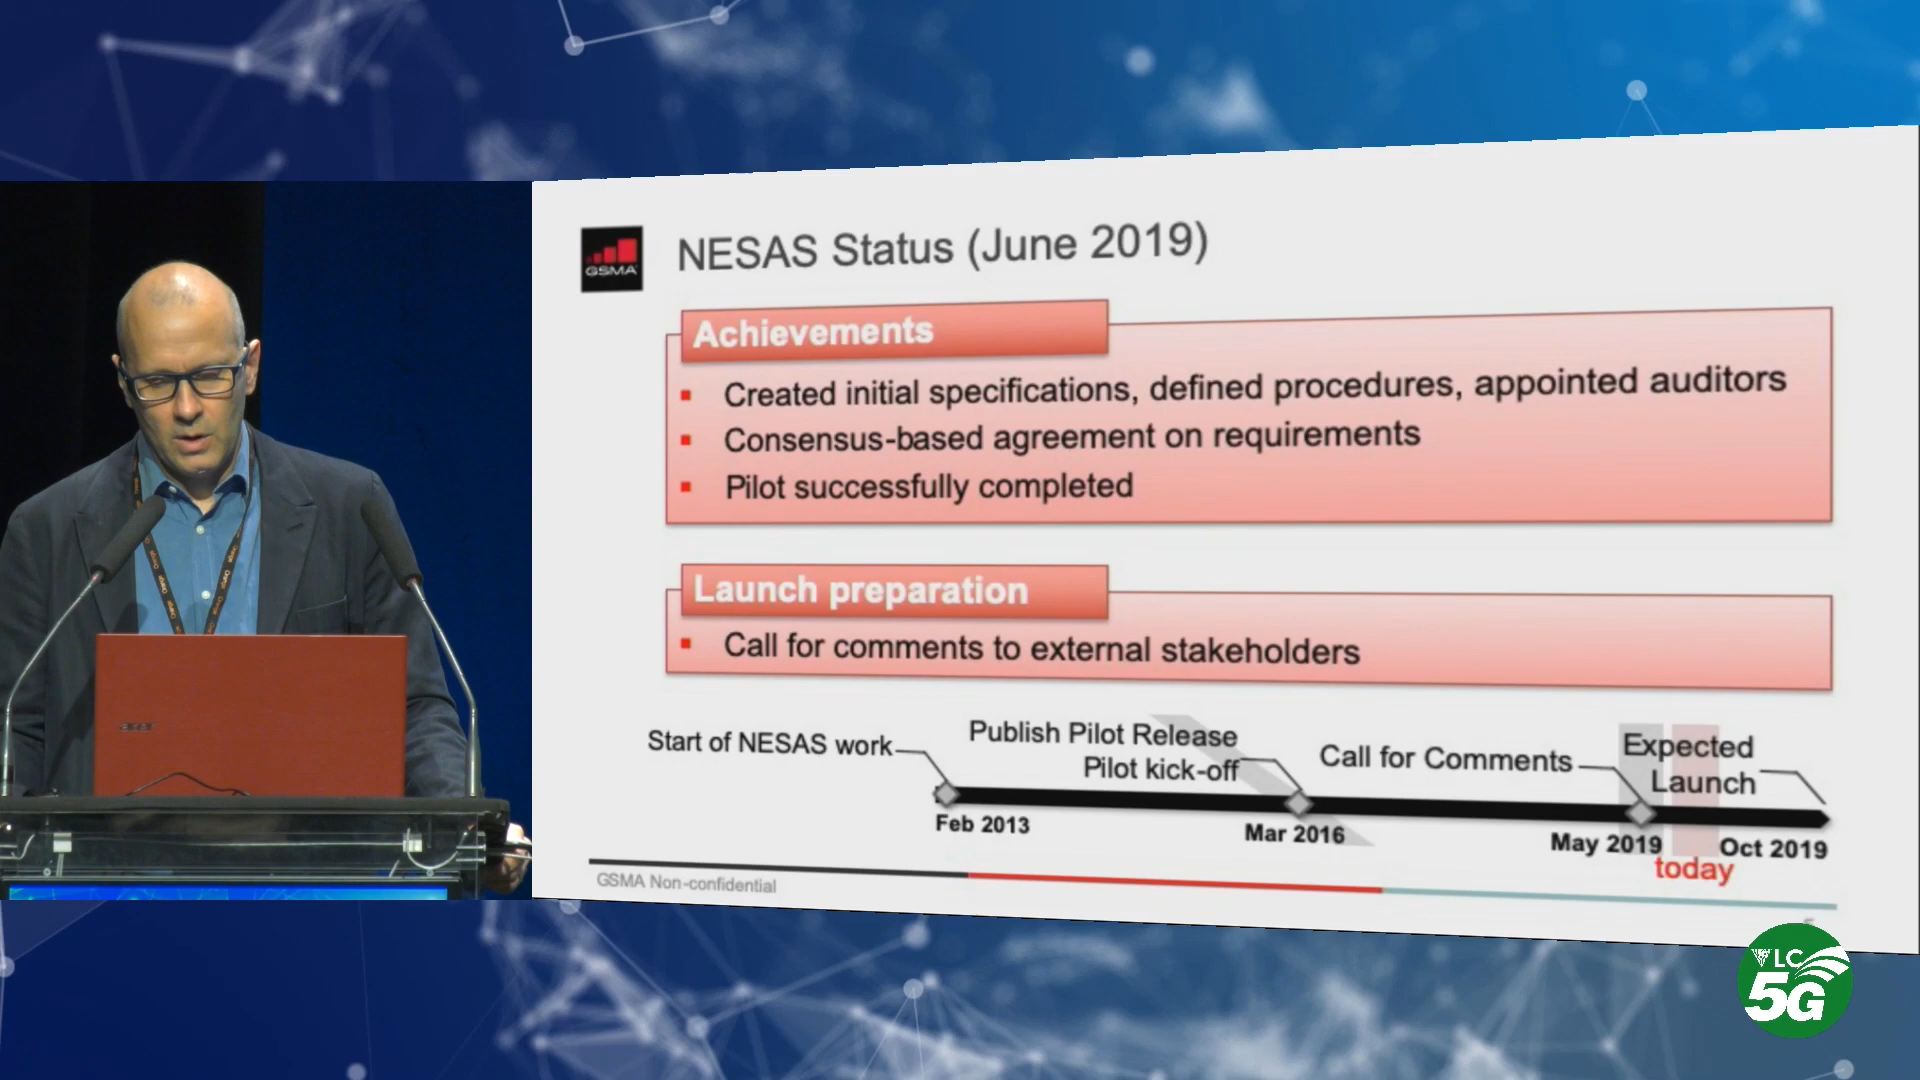 GSMA
NESAS Status (June 2019)
Achievements
Created initial specifications, defined procedures, appointed auditors
Consensus-based agreement on requirements
Pilot successfully completed
Launch preparation
Call for comments to external stakeholders
Start of NESAS work
Publish Pilot Release
Pilot kick-off
Call for Comments
Expected
Launch
Feb 2013
Mar 2016
May 2019
Oct 2019
today
GSMA Non-confidential
5
acer
VLC
5G